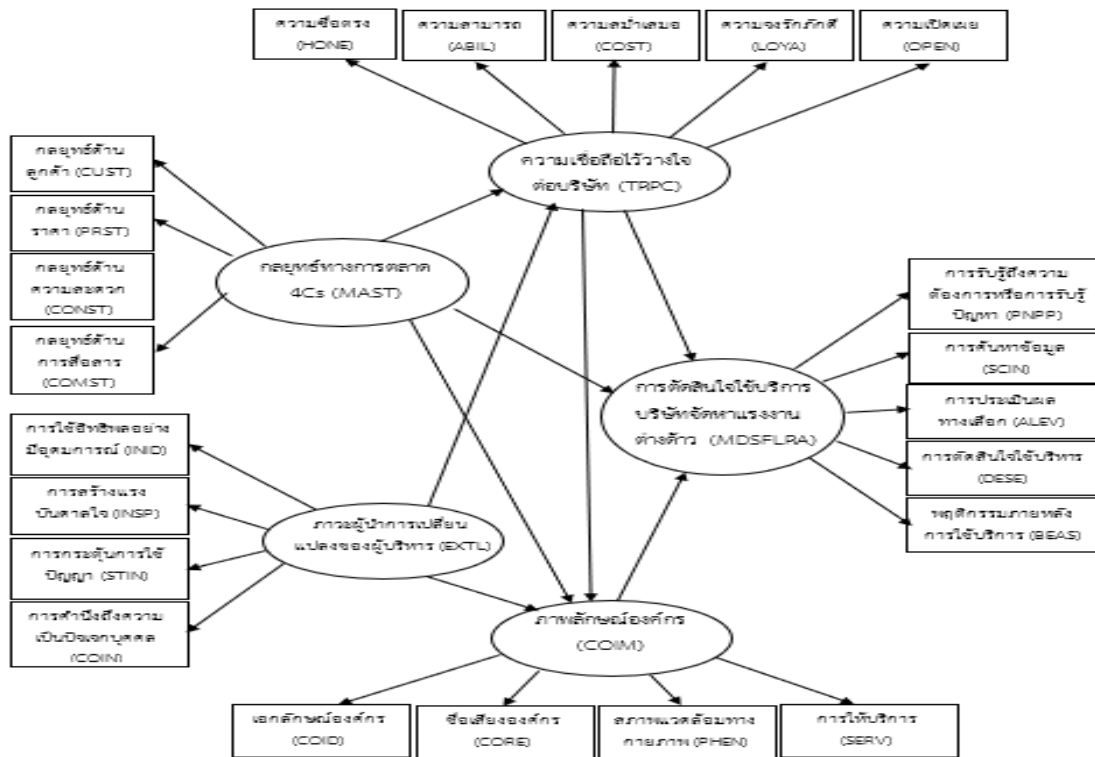 ความซื่อตรง
(HONE)
ความสามารถ
(ABIL)
ความสม่ำเสมอ
(COST)
ความจงรักภักดี
(LOYA)
ความเปิดเผย
(OPEN)
ความเชื่อถือไว้วางใจ
ต่อบริษัท (TRPC)
กลยุทธ์ด้าน
ลูกค้า (CUST)
กลยุทธ์ด้าน
ราคา (PRST)
กลยุทธ์ด้าน
ความสะดวก
(CONST)
กลยุทธ์ด้าน
การสื่อสาร
(COMST)
กลยุทธ์ทางการตลาด
4Cs (MAST)
การรับรู้ถึงความ
ต้องการหรือการรับรู้
ปัญหา (PNPP)
การค้นหาข้อมูล
(SCIN)
การประเมินผล
ทางเลือก (ALEV)
การตัดสินใจใช้บริหาร
(DESE)
พฤติกรรมภายหลัง
การใช้บริการ (BEAS)
การตัดสินใจใช้บริการ
บริษัทจัดหาแรงงาน
ต่างด้าว (MDSFLRA)
การใช้อิทธิพลอย่าง
มีอุดมการณ์ (INID)
การสร้างแรง
บันดาลใจ (INSP)
การกระตุ้นการใช้
ปัญญา (STIN)
การคำนึงถึงความ
เป็นปัจเจกบุคคล
(COIN)
ภาวะผู้นำการเปลี่ยน
แปลงของผู้บริหาร (EXTL)
ภาพลักษณ์องค์กร
(COIM)
เอกลักษณ์องค์กร
(COID)
ชื่อเสียงองค์กร
(CORE)
สภาพแวดล้อมทาง
กายภาพ (PHEN)
การให้บริการ
(SERV)